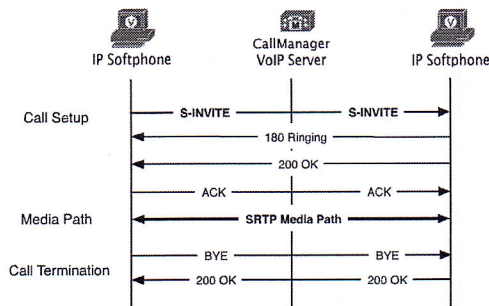 CallManager
IP Softphone VoIP Server IP Softphone
Call Setup S-INVITE S-INVITE
180 Ringing
200 OK
ACK ACK
Media Path SRTP Media Path
BYE BYE
Call Termination
200 OK 200 OK